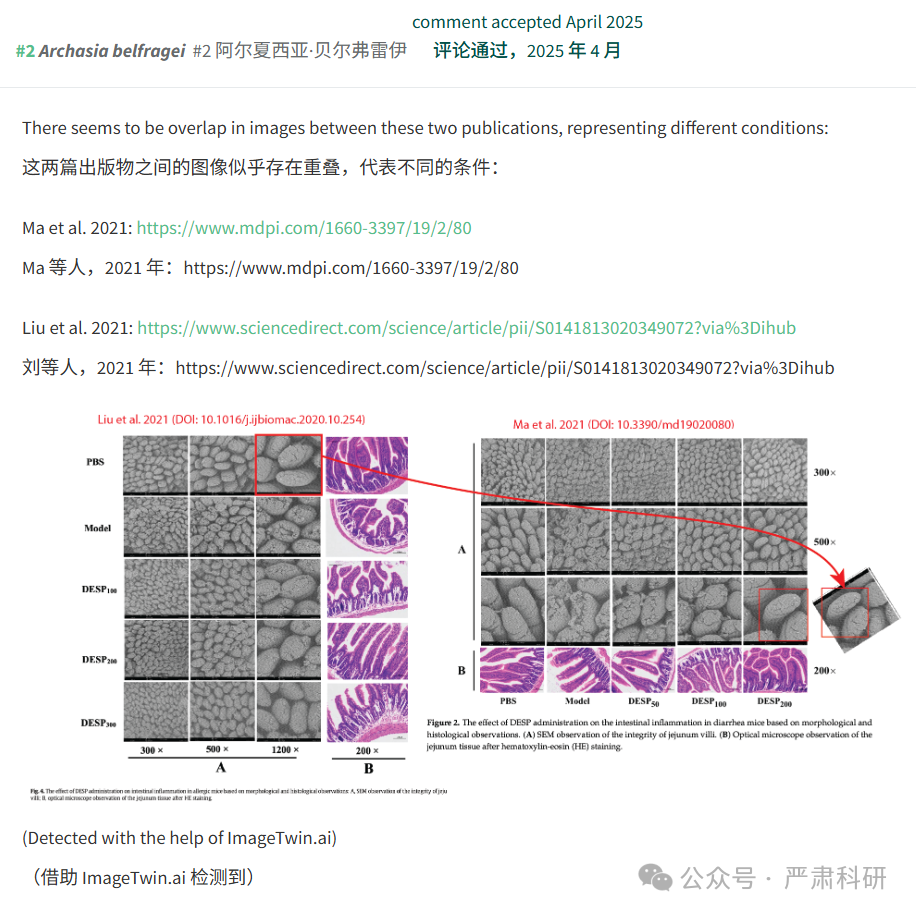 comment accepted April 2025
#2 Archasia belfragei #2 阿尔夏西亚·贝尔弗雷伊 评论通过，2025 年 4 月
There seems to be overlap in images between these two publications, representing different conditions:
这两篇出版物之间的图像似乎存在重叠，代表不同的条件：
Ma et al. 2021: https://www.mdpi.com/1660-3397/19/2/80
Ma 等人，2021 年：https://www.mdpi.com/1660-3397/19/2/80
Liu et al. 2021: https://www.sciencedirect.com/science/article/pii/S0141813020349072?via%3Dihub
刘等人，2021 年：https://www.sciencedirect.com/science/article/pii/S0141813020349072?via%3Dihub
Liu et al. 2021 (DOI: 10.1016/j.ijbiomac.2020.10.254)
PBS
Model
DESP100
DESP200
DESP300
300 × 500 × 1200 × 200 ×
A B
Fig. 4. The effect of DESP administration on the intestinal inflammation in allergic mice based on morphological and histological observations. A, SEM observation of the integrity of jejunum
villi; B, optical microscope observation of the jejunum tissue after HE staining.
Ma et al. 2021 (DOI: 10.3390/md19020080)
300×
A 500×
B 200×
PBS Model DESP50 DESP100 DESP200
Figure 2. The effect of DESP administration on the intestinal inflammation in diarrhea mice based on morphological and
histological observations. (A) SEM observation of the integrity of jejunum villi. (B) Optical microscope observation of the
jejunum tissue after hematoxylin-eosin (HE) staining.
(Detected with the help of ImageTwin.ai)
（借助 ImageTwin.ai 检测到）
公众号 · 严肃科研